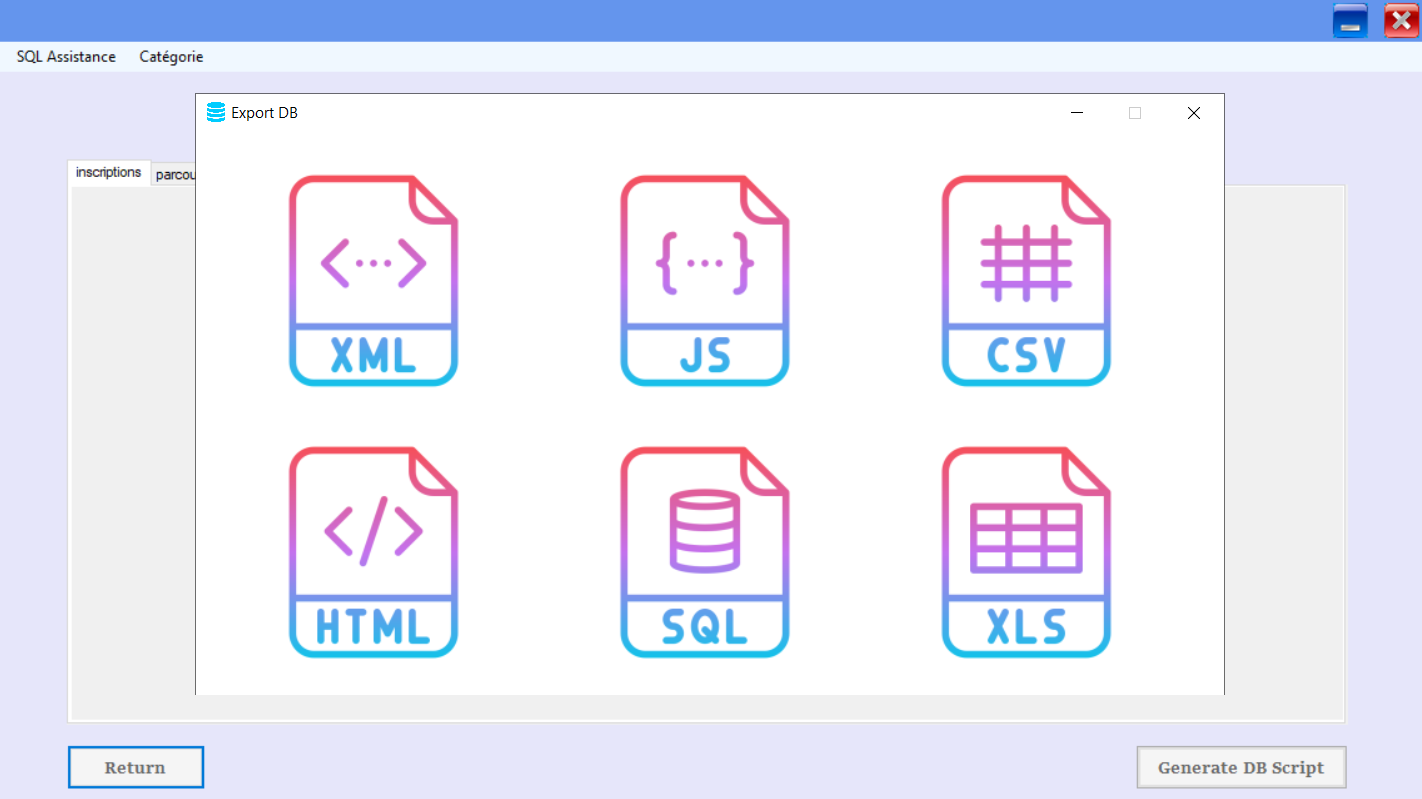 SQL Assistance Catégorie
Export DB
inscriptions parcou
XML JS CSV
HTML SQL XLS
Return Generate DB Script